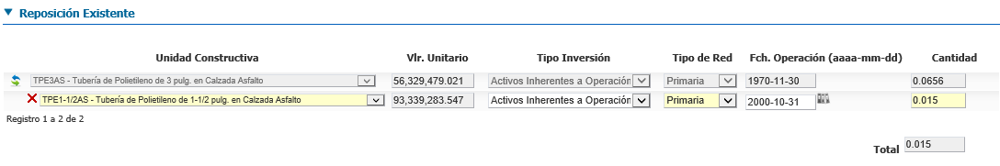 Reposición Existente
Unidad Constructiva Vlr. Unitario Tipo Inversión Tipo de Red Fch. Operación (aaaa-mm-dd) Cantidad
TPE3AS - Tubería de Polietileno de 3 pulg. en Calzada Asfalto 56,329,479.021 Activos Inherentes a Operación Primaria 1970-11-30 0.0656
TPE1-1/2AS - Tubería de Polietileno de 1-1/2 pulg. en Calzada Asfalto 93,339,283.547 Activos Inherentes a Operación Primaria 2000-10-31 0.015
Registro 1 a 2 de 2
Total 0.015